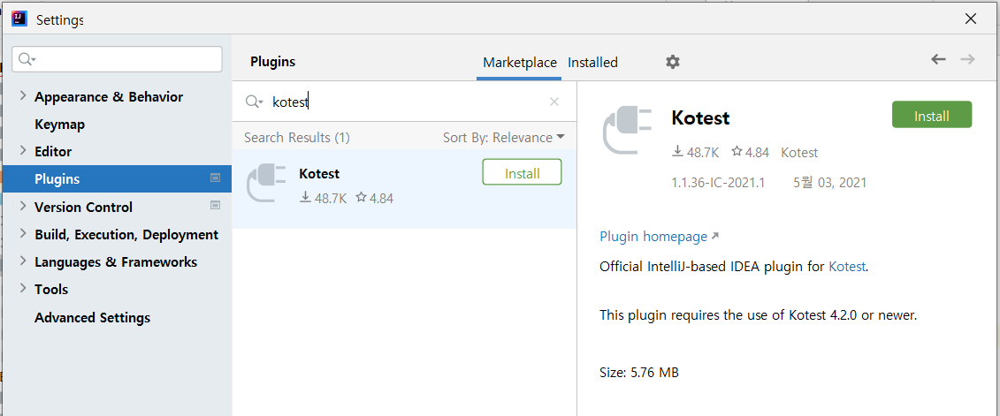 Settings
Plugins
Marketplace
Installed
Appearance & Behavior
Keymap
Editor
Plugins
Version Control
Build, Execution, Deployment
Languages & Frameworks
Tools
Advanced Settings
kotest
Search Results (1)
Sort By: Relevance
Kotest
48.7K
4.84
Install
Kotest
Install
48.7K
4.84
Kotest
1.1.36-IC-2021.1
5월 03, 2021
Plugin homepage
Official IntelliJ-based IDEA plugin for Kotest.
This plugin requires the use of Kotest 4.2.0 or newer.
Size: 5.76 MB